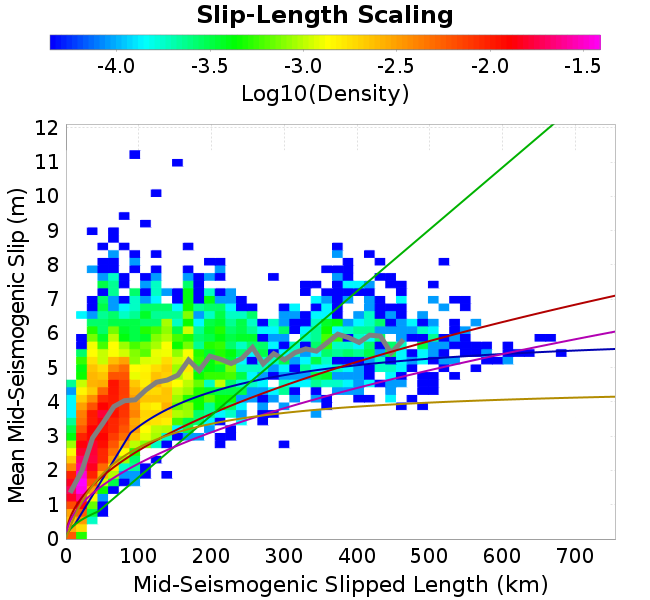 Slip-Length Scaling
-4.0 -3.5 -3.0 -2.5 -2.0 -1.5
Log10(Density)
12
11
10
9
8
7
6
5
4
3
2
1
0
Mean Mid-Seismogenic Slip (m)
0 100 200 300 400 500 600 700
Mid-Seismogenic Slipped Length (km)